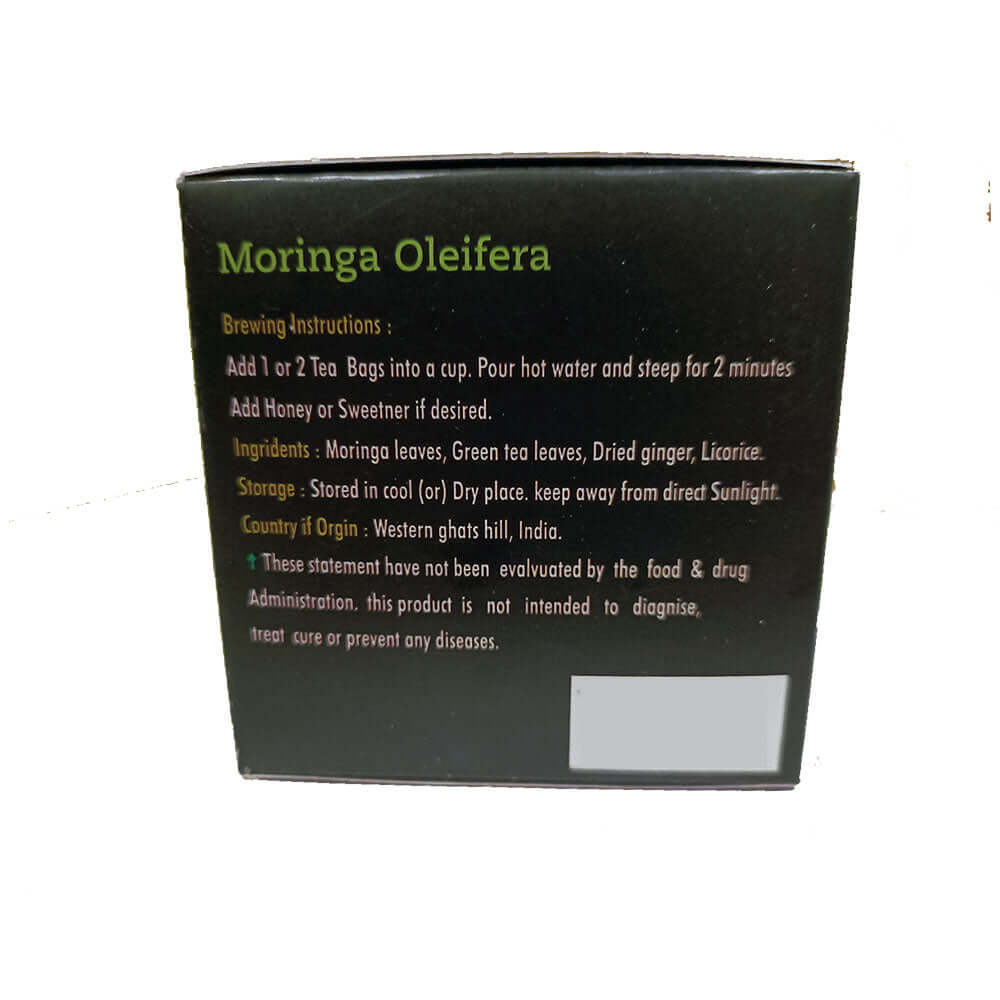 Moringa Oleifera
Brewing Instructions :
Add 1 or 2 Tea Bags into a cup. Pour hot water and steep for 2 minutes
Add Honey or Sweetner if desired.
Ingridents : Moringa leaves, Green tea leaves, Dried ginger, Licorice.
Storage : Stored in cool (or) Dry place. keep away from direct Sunlight.
Country if Orgin : Western ghats hill, India.
† These statement have not been evalvuated by the food & drug
Administration. this product is not intended to diagnise,
treat cure or prevent any diseases.